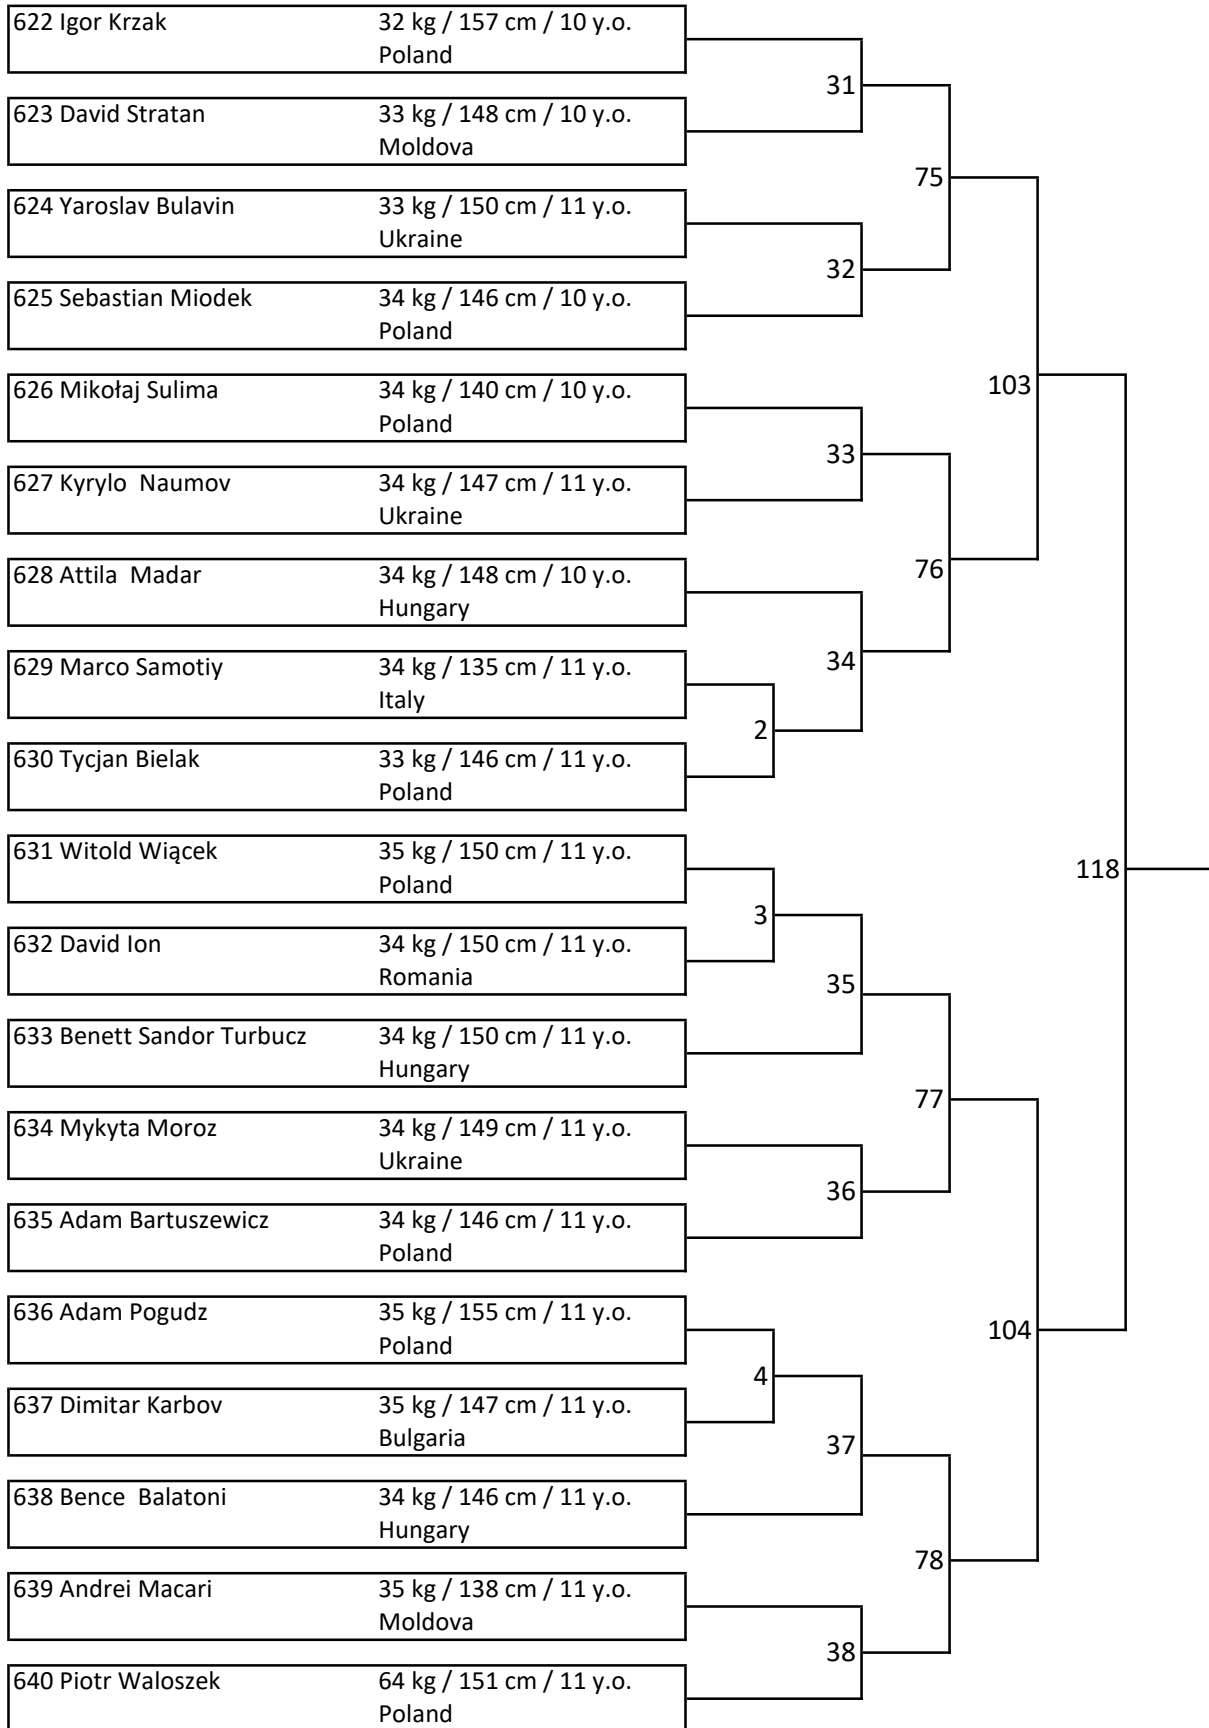 622 Igor Krzak 32 kg / 157 cm / 10 y.o.
Poland
31
623 David Stratan 33 kg / 148 cm / 10 y.o.
Moldova
75
624 Yaroslav Bulavin 33 kg / 150 cm / 11 y.o.
Ukraine
32
625 Sebastian Miodek 34 kg / 146 cm / 10 y.o.
Poland
626 Mikołaj Sulima 34 kg / 140 cm / 10 y.o.
103
Poland
33
627 Kyrylo  Naumov 34 kg / 147 cm / 11 y.o.
Ukraine
76
628 Attila  Madar 34 kg / 148 cm / 10 y.o.
Hungary
34
629 Marco Samotiy 34 kg / 135 cm / 11 y.o.
Italy
2
630 Tycjan Bielak 33 kg / 146 cm / 11 y.o.
Poland
631 Witold Wiącek 35 kg / 150 cm / 11 y.o.
118
Poland
3
632 David Ion 34 kg / 150 cm / 11 y.o.
Romania
35
633 Benett Sandor Turbucz 34 kg / 150 cm / 11 y.o.
Hungary
77
634 Mykyta Moroz 34 kg / 149 cm / 11 y.o.
Ukraine
36
635 Adam Bartuszewicz 34 kg / 146 cm / 11 y.o.
Poland
636 Adam Pogudz 35 kg / 155 cm / 11 y.o.
104
Poland
4
637 Dimitar Karbov 35 kg / 147 cm / 11 y.o.
Bulgaria
37
638 Bence  Balatoni 34 kg / 146 cm / 11 y.o.
Hungary
78
639 Andrei Macari 35 kg / 138 cm / 11 y.o.
Moldova
38
640 Piotr Waloszek 64 kg / 151 cm / 11 y.o.
Poland